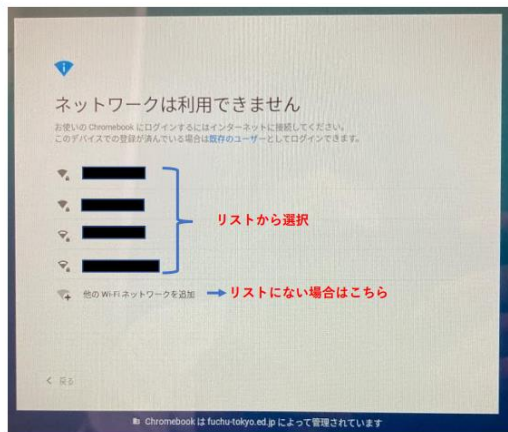 ネットワークは利用できません
お使いの Chromebook にログインするにはインターネットに接続してください。
このデバイスでの登録が済んでいる場合は既存のユーザーとしてログインできます。
リストから選択
他の Wi-Fi ネットワークを追加
リストにない場合はこちら
戻る
Chromebook は fuchu-tokyo.ed.jp によって管理されています